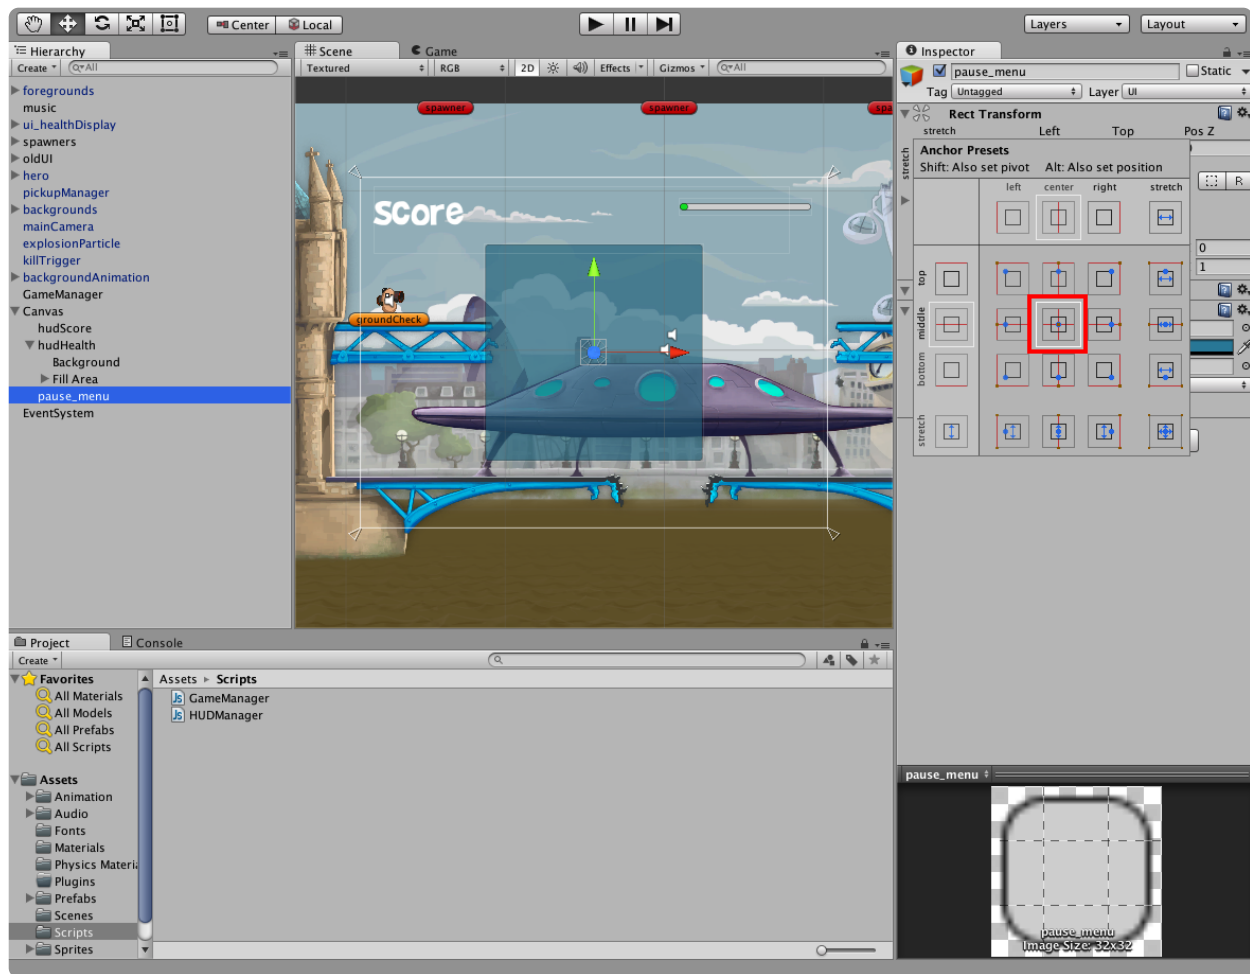 Center Local Layers Layout
Hierarchy
Create All
foregrounds
music
ui_healthDisplay
spawners
oldUI
hero
pickupManager
backgrounds
mainCamera
explosionParticle
killTrigger
backgroundAnimation
GameManager
Canvas
hudScore
hudHealth
Background
Fill Area
pause_menu
EventSystem
Scene Game
Textured RGB 2D Effects Gizmos All
spawner spawner spa
score
groundCheck
Inspector
pause_menu Static
Tag Untagged Layer UI
Rect Transform
stretch Left Top Pos Z
stretch
Anchor Presets
Shift: Also set pivot Alt: Also set position
R
left center right stretch
0
1
top
middle
bottom
stretch
Project Console
Create
Favorites
All Materials
All Models
All Prefabs
All Scripts
Assets
Animation
Audio
Fonts
Materials
Physics Materi
Plugins
Prefabs
Scenes
Scripts
Sprites
Assets Scripts
JS GameManager
JS HUDManager
pause_menu
pause_menu
Image Size: 32x32